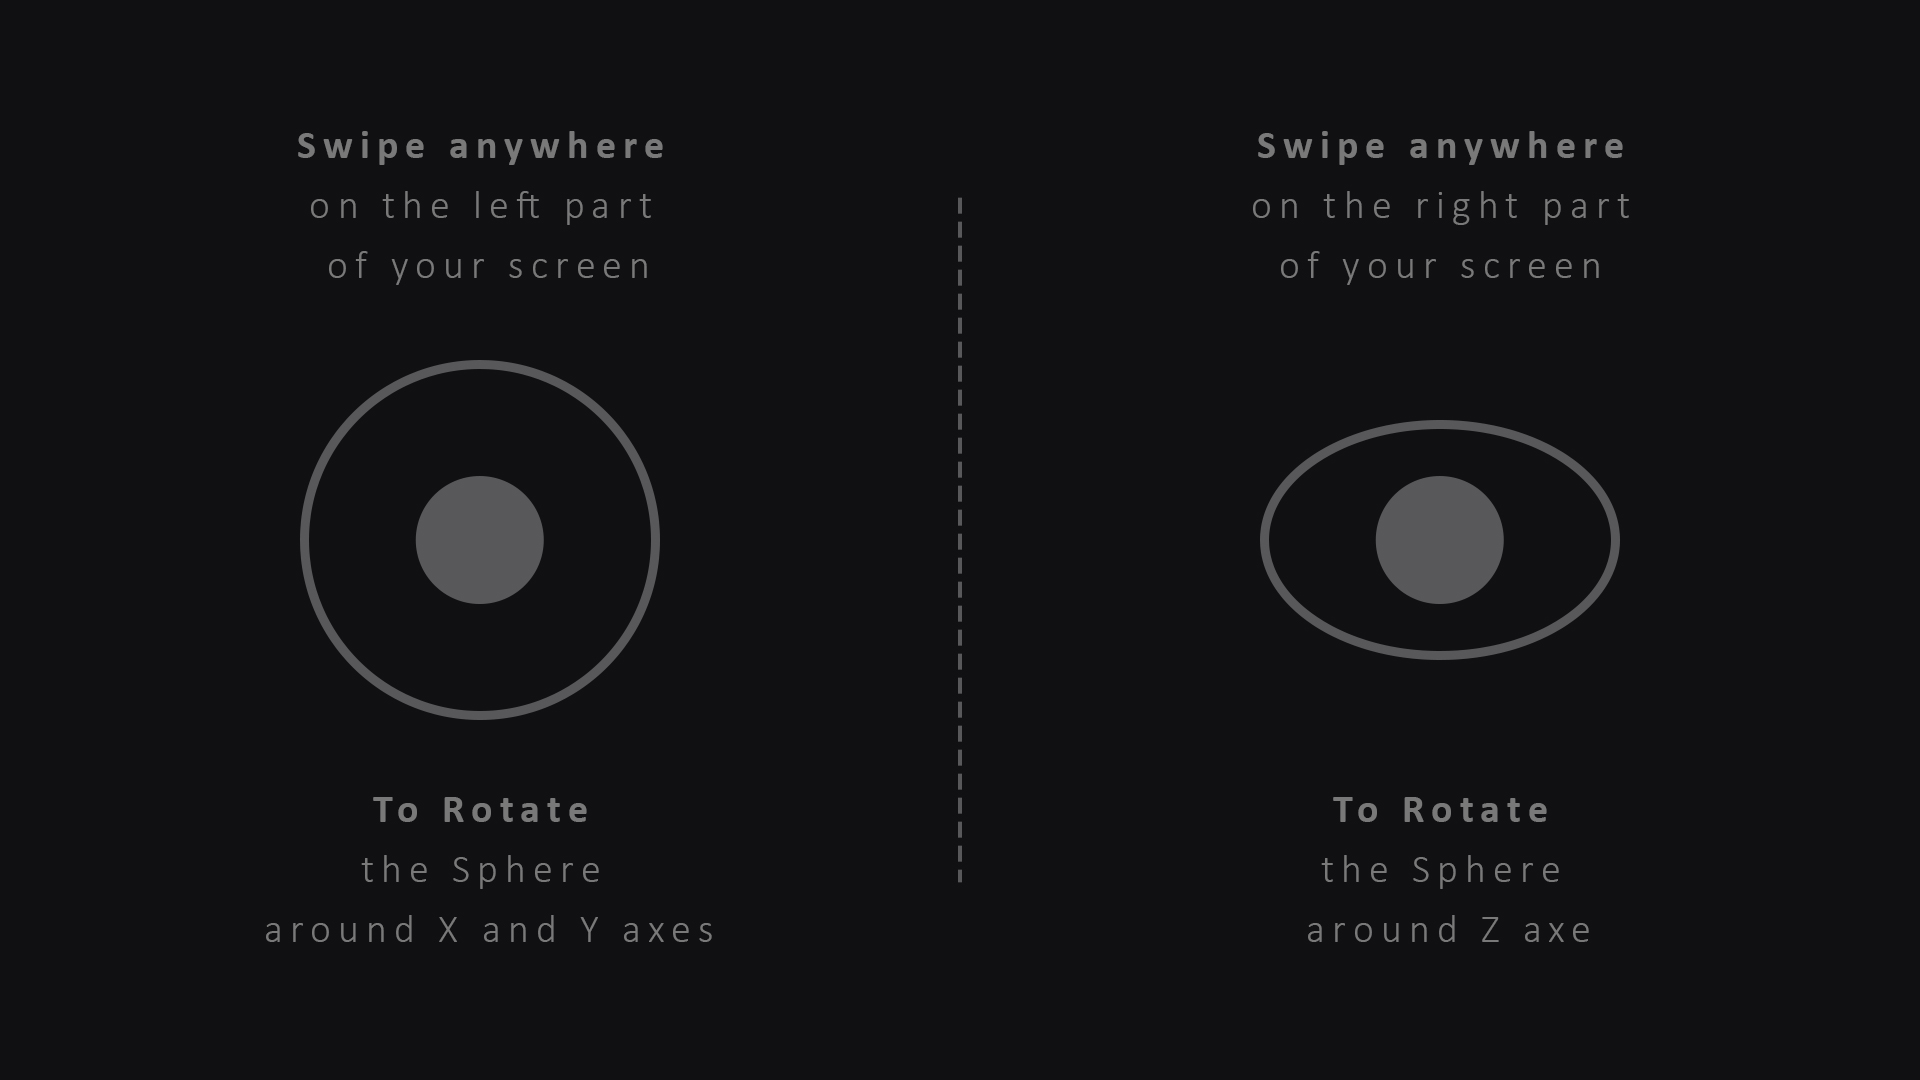 Swipe anywhere
on the left part
of your screen
To Rotate
the Sphere
around X and Y axes
Swipe anywhere
on the right part
of your screen
To Rotate
the Sphere
around Z axe